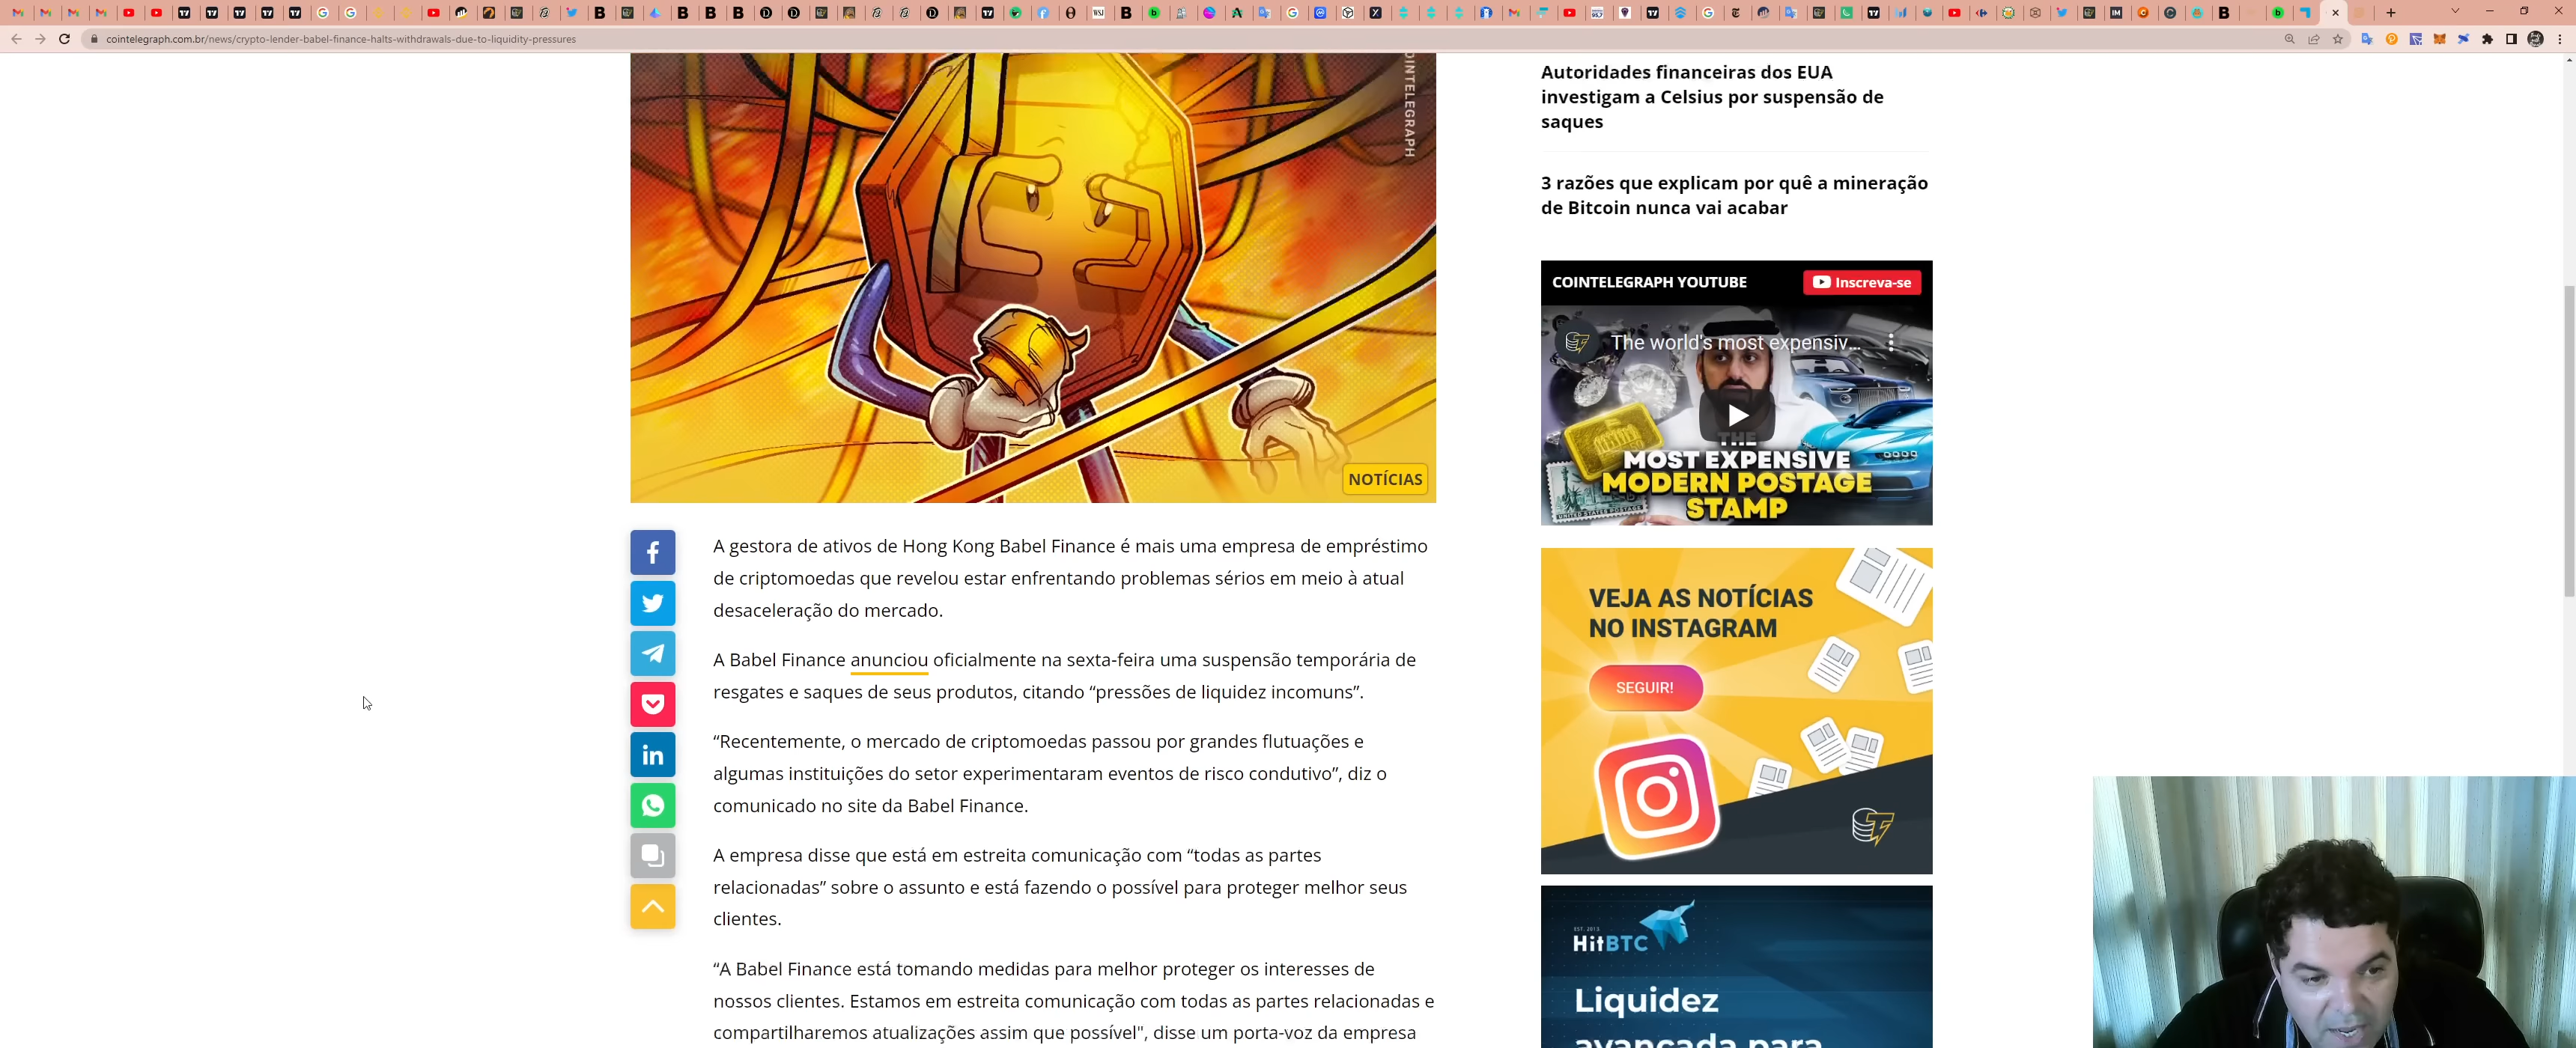 cointelegraph.com.br/news/crypto-lender-babel-finance-halts-withdrawals-due-to-liquidity-pressures
COINTELEGRAPH
NOTÍCIAS
A gestora de ativos de Hong Kong Babel Finance é mais uma empresa de empréstimo
de criptomoedas que revelou estar enfrentando problemas sérios em meio à atual
desaceleração do mercado.
A Babel Finance anunciou oficialmente na sexta-feira uma suspensão temporária de
resgates e saques de seus produtos, citando “pressões de liquidez incomuns”.
“Recentemente, o mercado de criptomoedas passou por grandes flutuações e
algumas instituições do setor experimentaram eventos de risco condutivo”, diz o
comunicado no site da Babel Finance.
A empresa disse que está em estreita comunicação com “todas as partes
relacionadas” sobre o assunto e está fazendo o possível para proteger melhor seus
clientes.
“A Babel Finance está tomando medidas para melhor proteger os interesses de
nossos clientes. Estamos em estreita comunicação com todas as partes relacionadas e
compartilharemos atualizações assim que possível", disse um porta-voz da empresa
Autoridades financeiras dos EUA
investigam a Celsius por suspensão de
saques
3 razões que explicam por quê a mineração
de Bitcoin nunca vai acabar
COINTELEGRAPH YOUTUBE
Inscreva-se
The world's most expensiv...
THE
MOST EXPENSIVE
MODERN POSTAGE
STAMP
UNITED STATES POSTAGE
VEJA AS NOTÍCIAS
NO INSTAGRAM
SEGUIR!
EST. 2013
HitBTC
Liquidez
avançada para